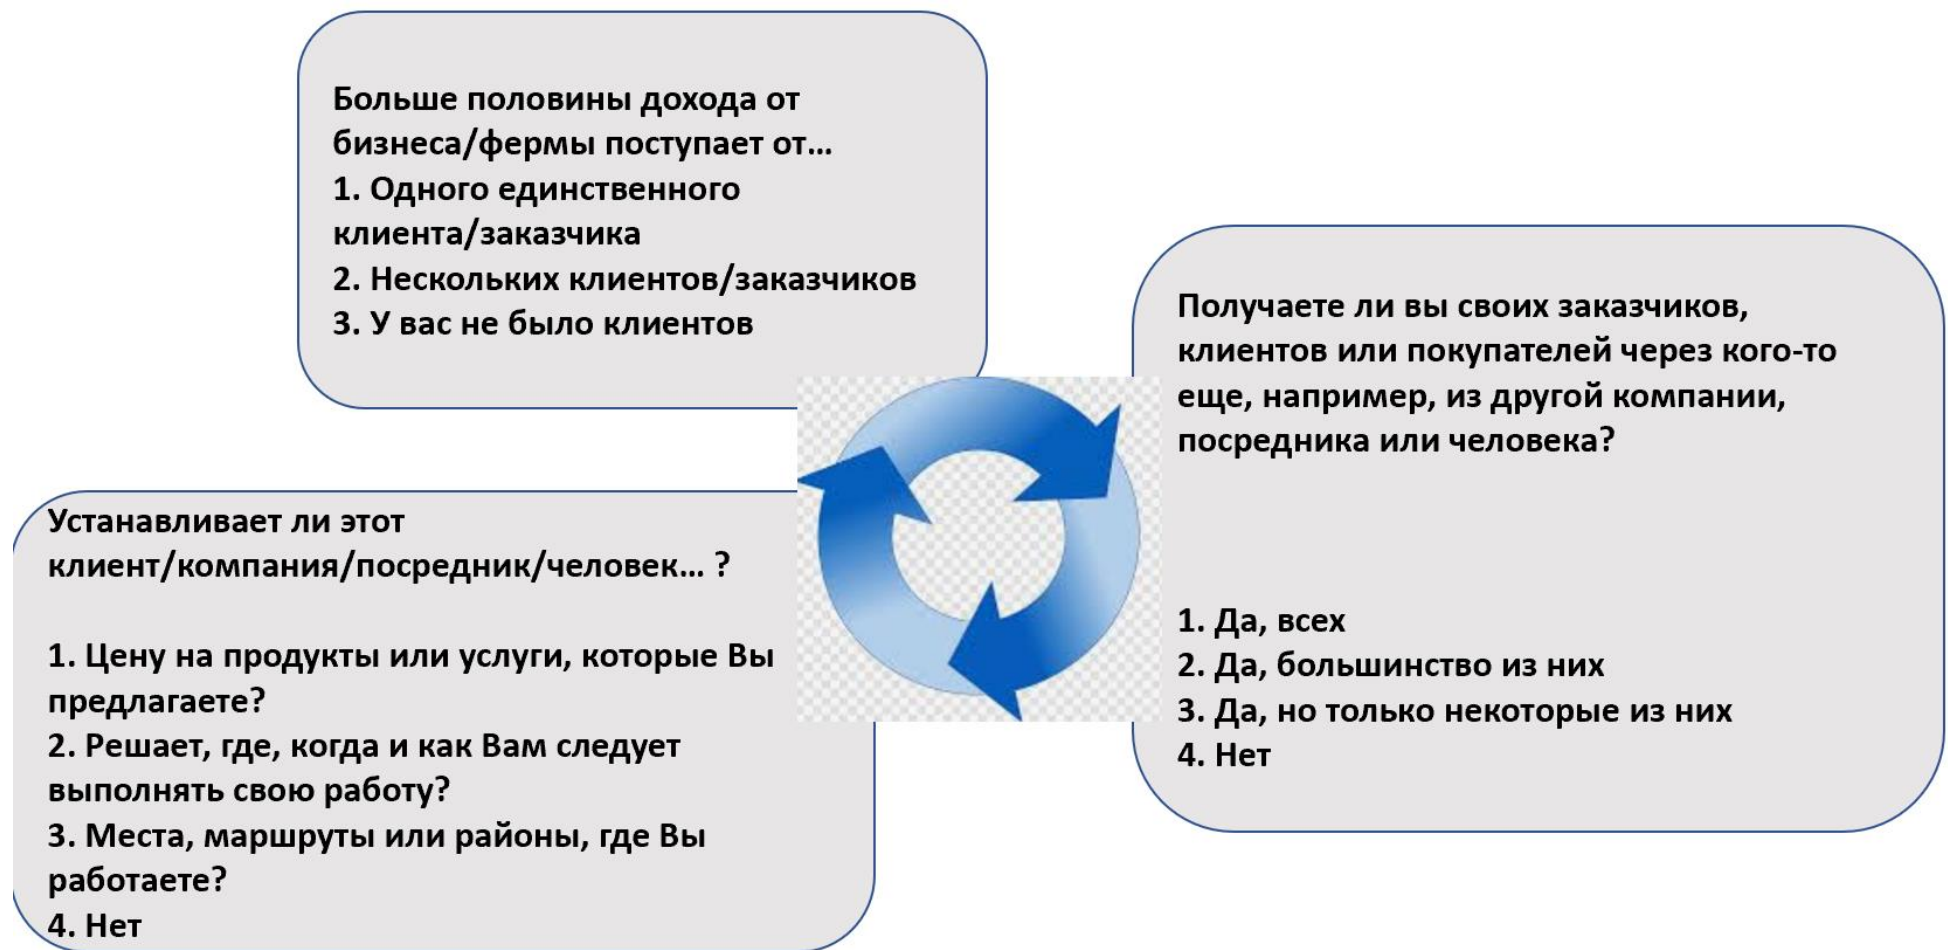 Больше половины дохода от
бизнеса/фермы поступает от...
1. Одного единственного
клиента/заказчика
2. Нескольких клиентов/заказчиков
3. У вас не было клиентов
Получаете ли вы своих заказчиков,
клиентов или покупателей через кого-то
еще, например, из другой компании,
посредника или человека?
1. Да, всех
2. Да, большинство из них
3. Да, но только некоторые из них
4. Нет
Устанавливает ли этот
клиент/компания/посредник/человек... ?
1. Цену на продукты или услуги, которые Вы
предлагаете?
2. Решает, где, когда и как Вам следует
выполнять свою работу?
3. Места, маршруты или районы, где Вы
работаете?
4. Нет